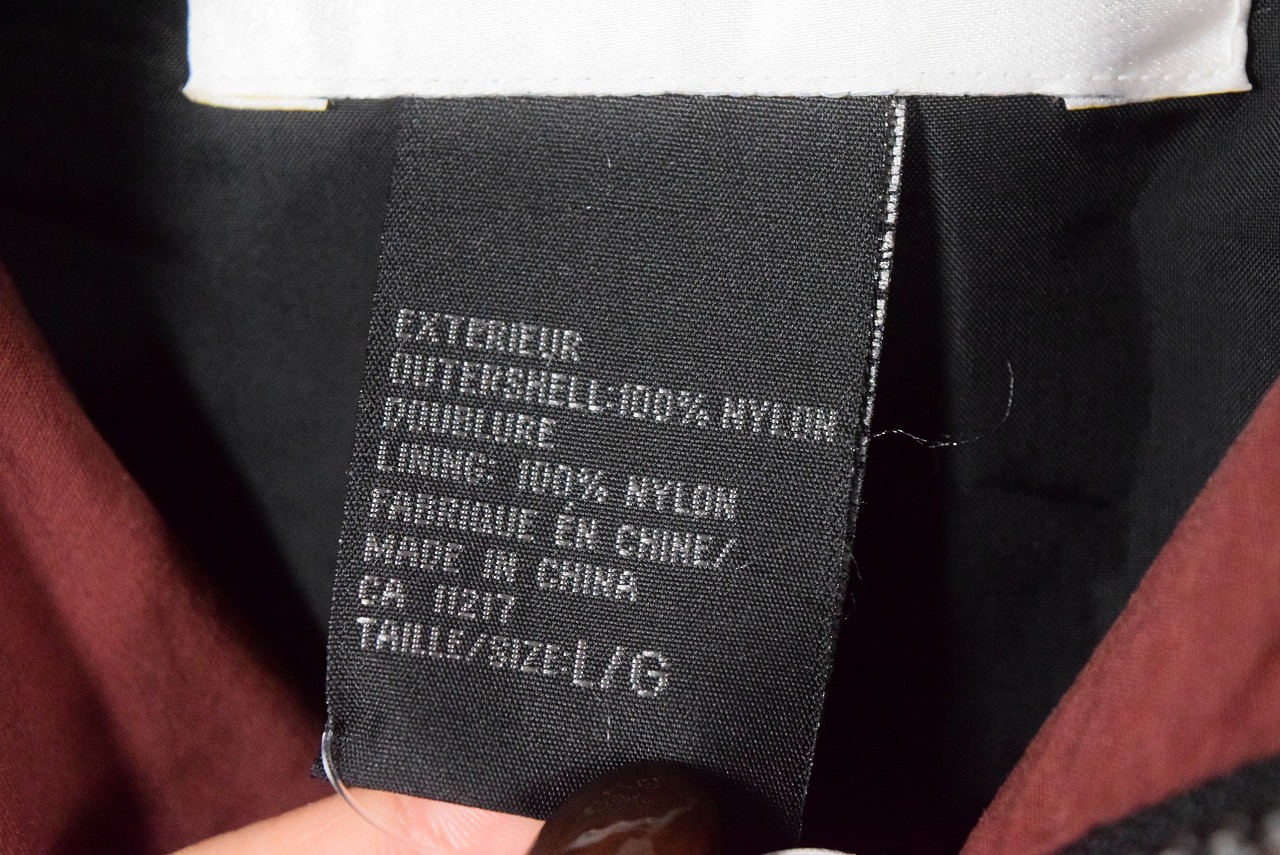 EXTERIEUR
OUTERSHELL:100% NYLON
DOUBLURE
LINING: 100% NYLON
FABRIQUE EN CHINE/
MADE IN CHINA
CA 11217
TAILLE/SIZE:L/G